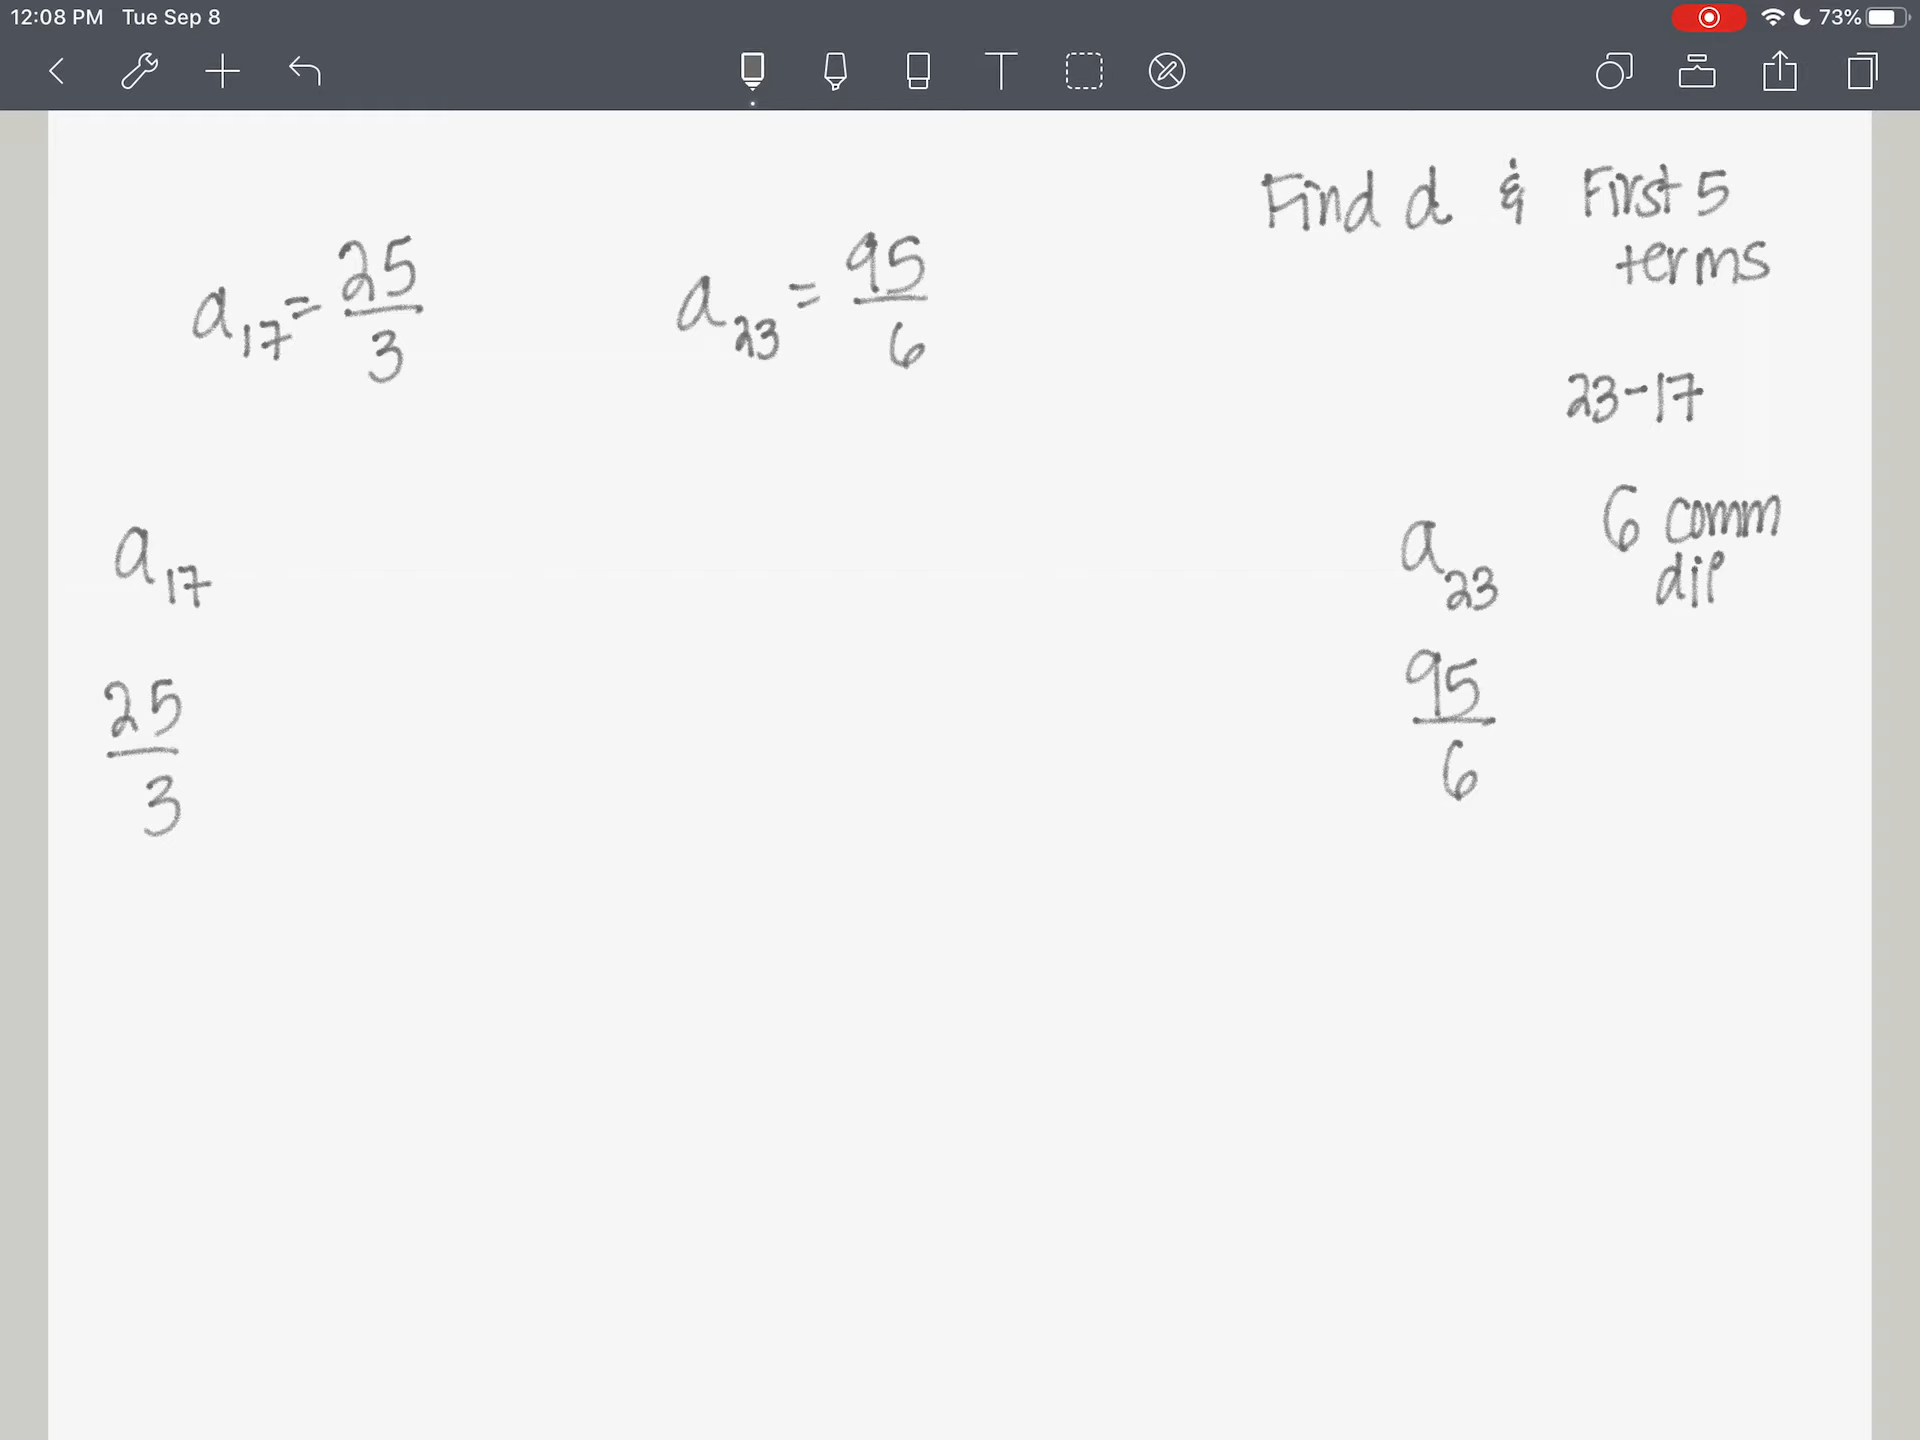 12:08 PM Tue Sep 8
73%
T
Find d & First 5
terms
a₁₇ = 25/3
a₂₃ = 95/6
23-17
6 comm
dif
a₁₇
a₂₃
25/3
95/6